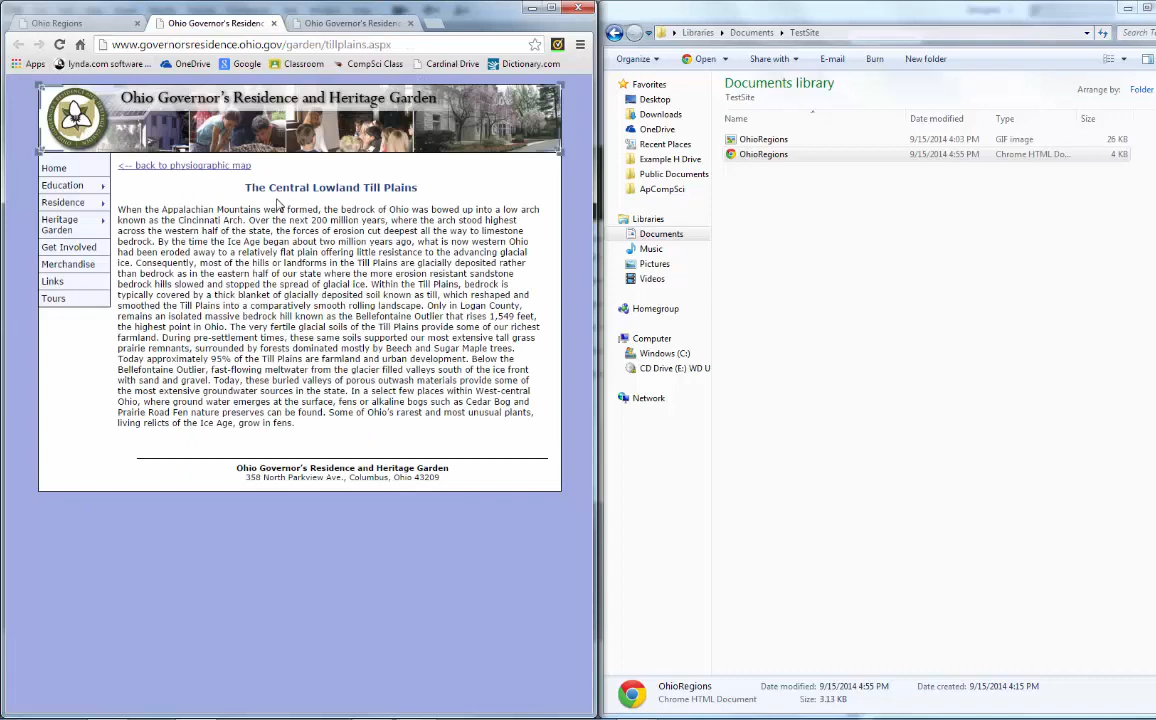 Ohio Regions
Ohio Governor's Residenc
Ohio Governor's Residenc
www.governorsresidence.ohio.gov/garden/tillplains.aspx
Apps
lynda.com software ...
OneDrive
Google
Classroom
CompSci Class
Cardinal Drive
Dictionary.com
Ohio Governor's Residence and Heritage Garden
Home
Education
Residence
Heritage
Garden
Get Involved
Merchandise
Links
Tours
<-- back to physiographic map
The Central Lowland Till Plains
When the Appalachian Mountains were formed, the bedrock of Ohio was bowed up into a low arch
known as the Cincinnati Arch. Over the next 200 million years, where the arch stood highest
across the western half of the state, the forces of erosion cut deepest all the way to limestone
bedrock. By the time the Ice Age began about two million years ago, what is now western Ohio
had been eroded away to a relatively flat plain offering little resistance to the advancing glacial
ice. Consequently, most of the hills or landforms in the Till Plains are glacially deposited rather
than bedrock as in the eastern half of our state where the more erosion resistant sandstone
bedrock hills slowed and stopped the spread of glacial ice. Within the Till Plains, bedrock is
typically covered by a thick blanket of glacially deposited soil known as till, which reshaped and
smoothed the Till Plains into a comparatively smooth rolling landscape. Only in Logan County,
remains an isolated massive bedrock hill known as the Bellefontaine Outlier that rises 1,549 feet,
the highest point in Ohio. The very fertile glacial soils of the Till Plains provide some of our richest
farmland. During pre-settlement times, these same soils supported our most extensive tall grass
prairie remnants, surrounded by forests dominated mostly by Beech and Sugar Maple trees.
Today approximately 95% of the Till Plains are farmland and urban development. Below the
Bellefontaine Outlier, fast-flowing meltwater from the glacier filled valleys south of the ice front
with sand and gravel. Today, these buried valleys of porous outwash materials provide some of
the most extensive groundwater sources in the state. In a select few places within West-central
Ohio, where ground water emerges at the surface, fens or alkaline bogs such as Cedar Bog and
Prairie Road Fen nature preserves can be found. Some of Ohio's rarest and most unusual plants,
living relicts of the Ice Age, grow in fens.
Ohio Governor's Residence and Heritage Garden
358 North Parkview Ave., Columbus, Ohio 43209
Libraries
Documents
TestSite
Search Te
Organize
Open
Share with
E-mail
Burn
New folder
Favorites
Desktop
Downloads
OneDrive
Recent Places
Example H Drive
Public Documents
ApCompSci
Libraries
Documents
Music
Pictures
Videos
Homegroup
Computer
Windows (C:)
CD Drive (E:) WD U
Network
Documents library
TestSite
Arrange by: Folder
Name Date modified Type Size
OhioRegions 9/15/2014 4:03 PM GIF image 26 KB
OhioRegions 9/15/2014 4:55 PM Chrome HTML Do... 4 KB
OhioRegions Date modified: 9/15/2014 4:55 PM Date created: 9/15/2014 4:15 PM
Chrome HTML Document Size: 3.13 KB